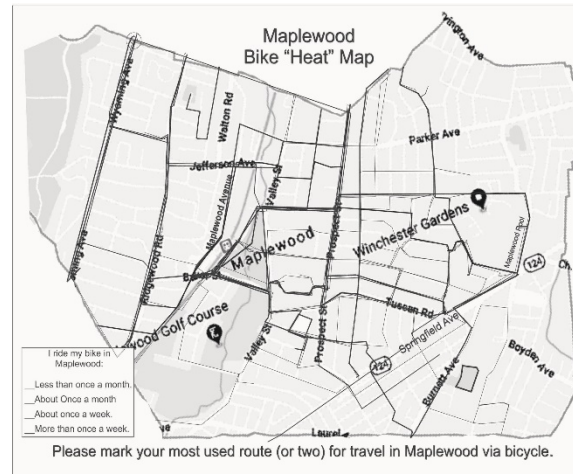 Maplewood
Bike "Heat" Map
Wyoming Ave
Walton Rd
Parker Ave
Jefferson Ave
Valley St
Maplewood Avenue
Prospect St
Winchester Gardens
Maplewood
Maplewood Pool
124
Ridgewood Rd
Tuscan Rd
wood Golf Course
Springfield Ave
Valley St
Prospect St
124
Burnett Ave
Boyden Ave
I ride my bike in
Maplewood:
__Less than once a month.
__About Once a month
__About once a week.
__More than once a week.
Please mark your most used route (or two) for travel in Maplewood via bicycle.